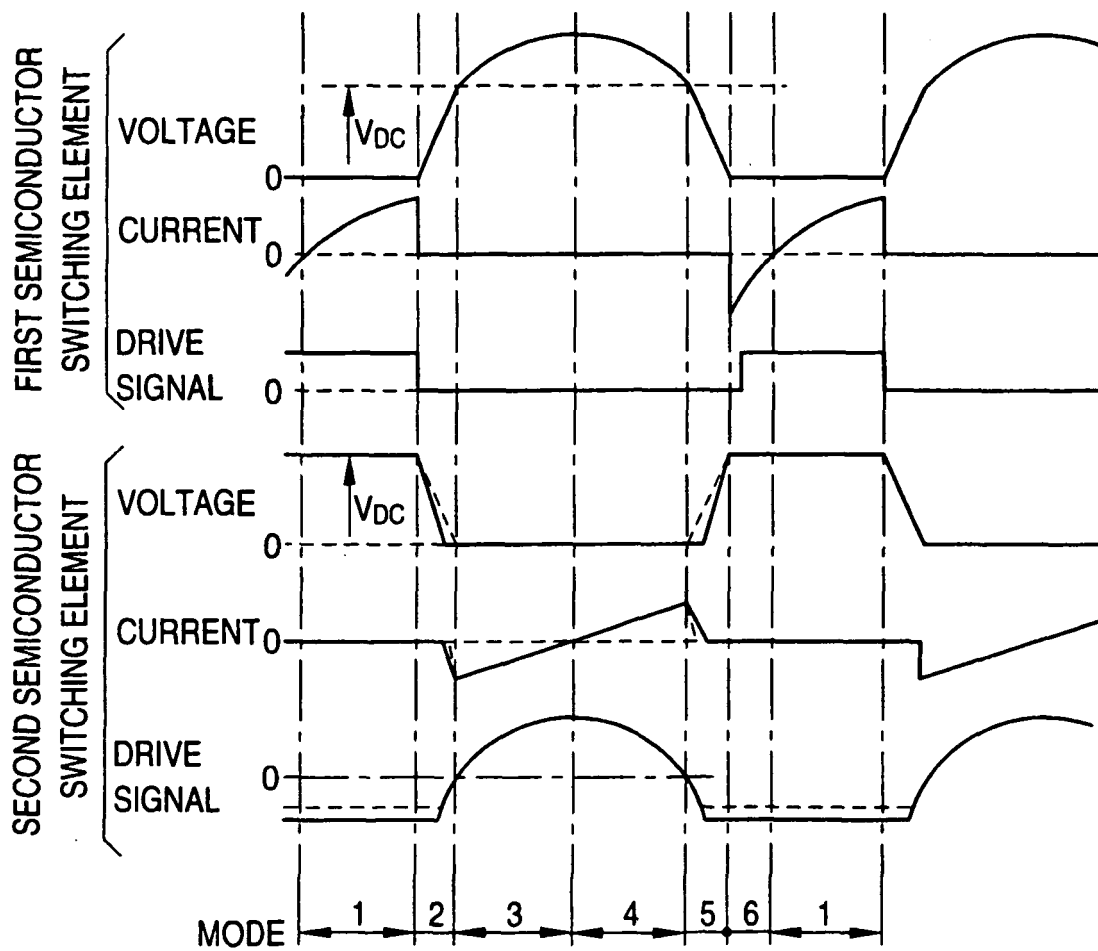 FIRST SEMICONDUCTOR
SWITCHING ELEMENT
VOLTAGE
VDC
0
CURRENT
0
DRIVE
SIGNAL
0
SECOND SEMICONDUCTOR
SWITCHING ELEMENT
VOLTAGE
VDC
0
CURRENT
0
DRIVE
SIGNAL
0
MODE 1 2 3 4 5 6 1